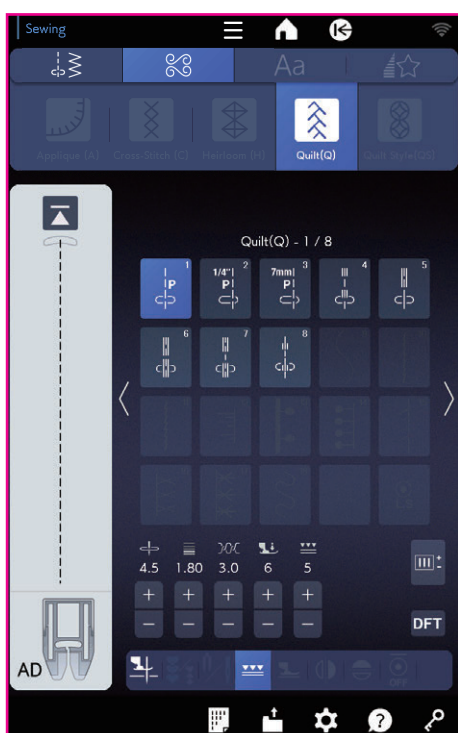 Sewing
Aa
Applique (A) Cross-Stitch (C) Heirloom (H) Quilt(Q) Quilt Style(QS)
Quilt(Q) - 1 / 8
1 2 3 4 5
P 1/4" P 7mm P
6 7 8
4.5 1.80 3.0 6 5
+ + + + +
− − − − −
DFT
AD
?